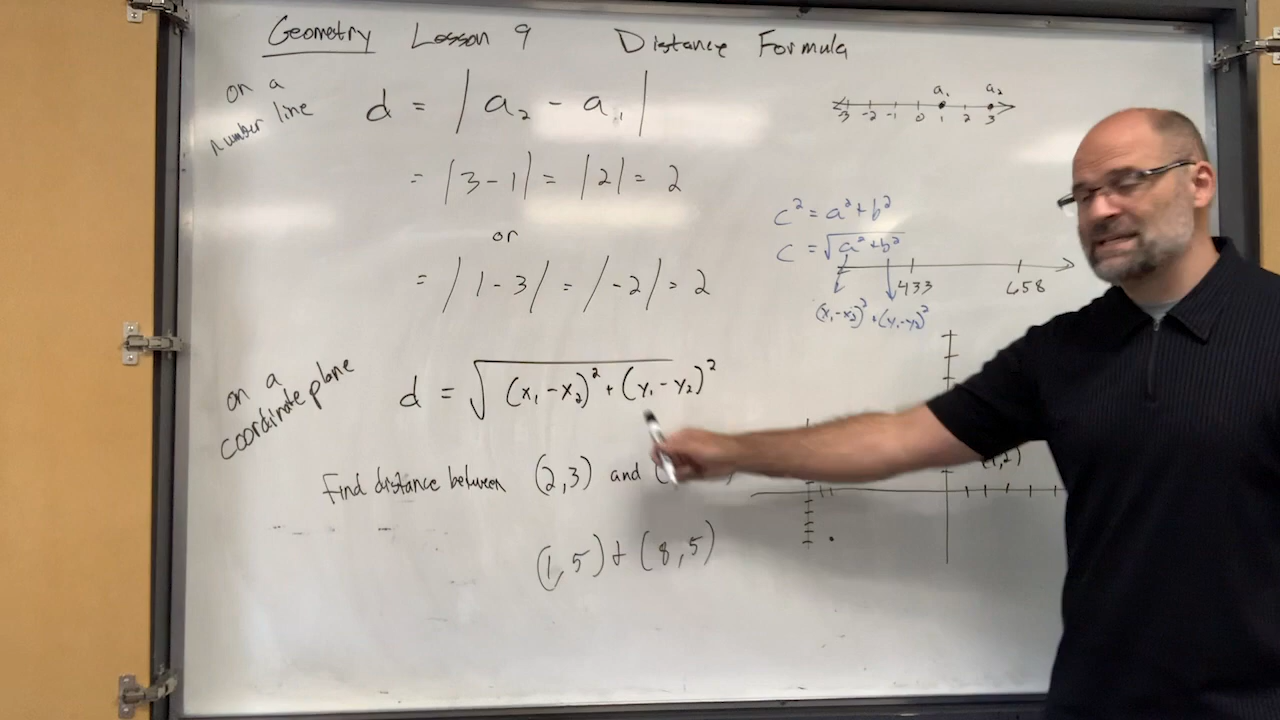 Geometry Lesson 9 Distance Formula
on a
number line
d = | a₂ - a₁ |
= |3 - 1| = |2| = 2
or
= |1 - 3| = |-2| = 2
a₁ a₂
-3 -2 -1 0 1 2 3
c² = a² + b²
c = √a² + b²
(x₁-x₂)² + (y₁-y₂)²
433 658
on a
coordinate plane
d = √(x₁ - x₂)² + (y₁ - y₂)²
Find distance between (2,3) and (
(1,5) + (8,5)